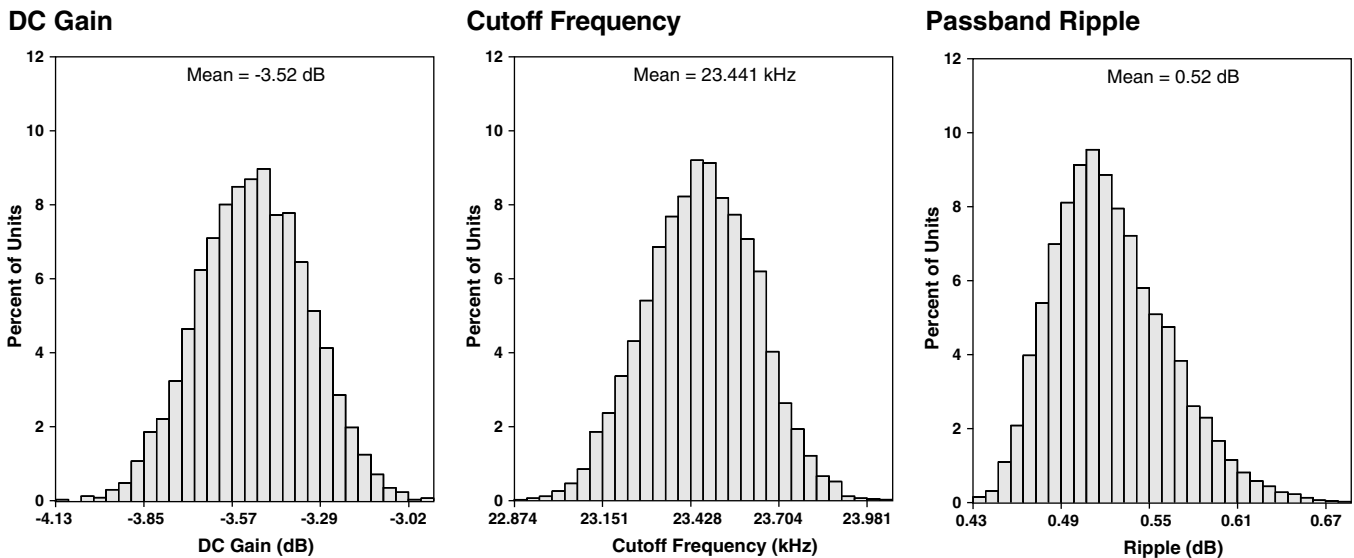 DC Gain
Mean = -3.52 dB
12
10
8
6
4
2
0
Percent of Units
-4.13 -3.85 -3.57 -3.29 -3.02
DC Gain (dB)
Cutoff Frequency
Mean = 23.441 kHz
12
10
8
6
4
2
0
Percent of Units
22.874 23.151 23.428 23.704 23.981
Cutoff Frequency (kHz)
Passband Ripple
Mean = 0.52 dB
12
10
8
6
4
2
0
Percent of Units
0.43 0.49 0.55 0.61 0.67
Ripple (dB)